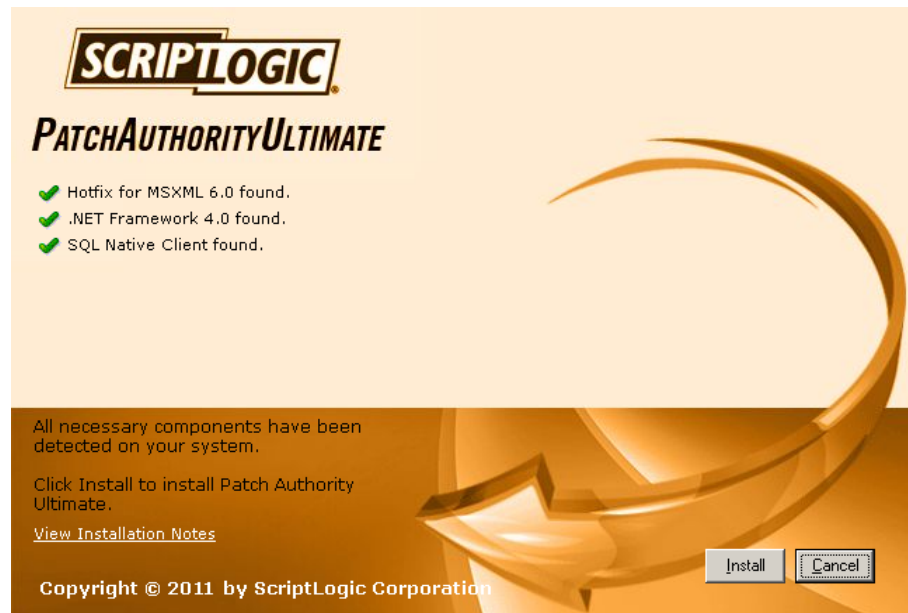 SCRIPTLOGIC®
PATCHAUTHORITYULTIMATE
Hotfix for MSXML 6.0 found.
.NET Framework 4.0 found.
SQL Native Client found.
All necessary components have been
detected on your system.
Click Install to install Patch Authority
Ultimate.
View Installation Notes
Install
Cancel
Copyright © 2011 by ScriptLogic Corporation